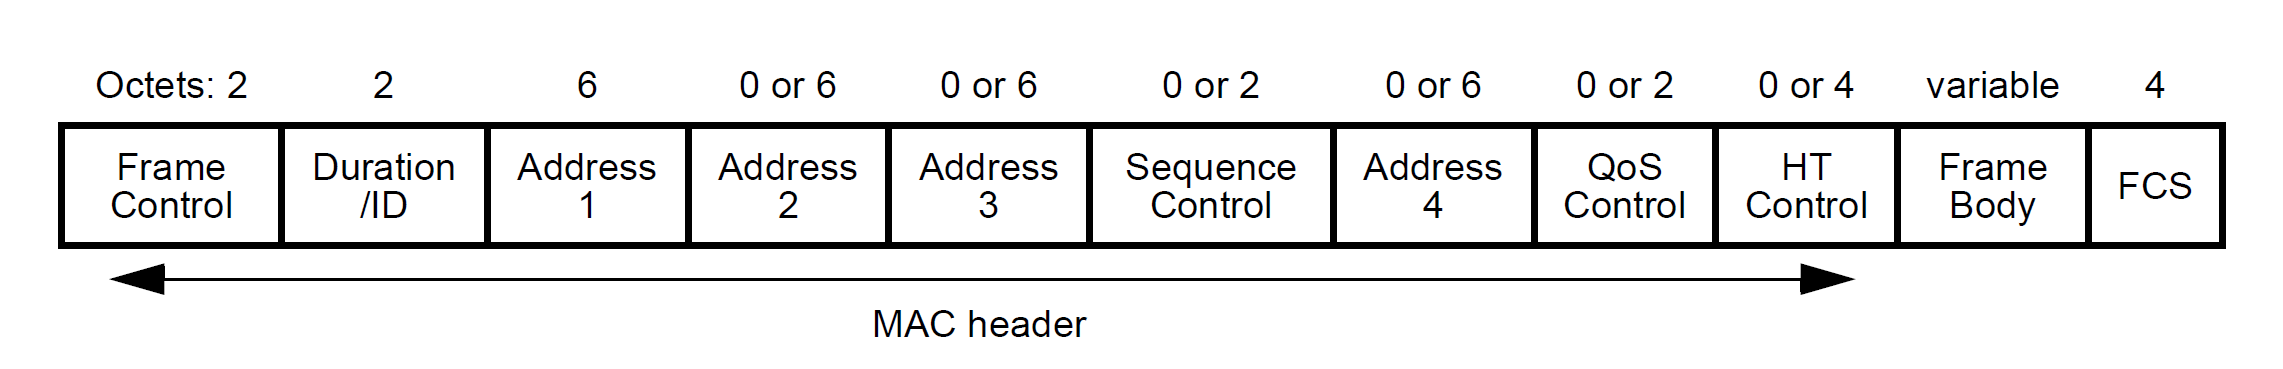 Octets: 2 2 6 0 or 6 0 or 6 0 or 2 0 or 6 0 or 2 0 or 4 variable 4
Frame Duration Address Address Address Sequence Address QoS HT Frame FCS
Control /ID 1 2 3 Control 4 Control Control Body
MAC header